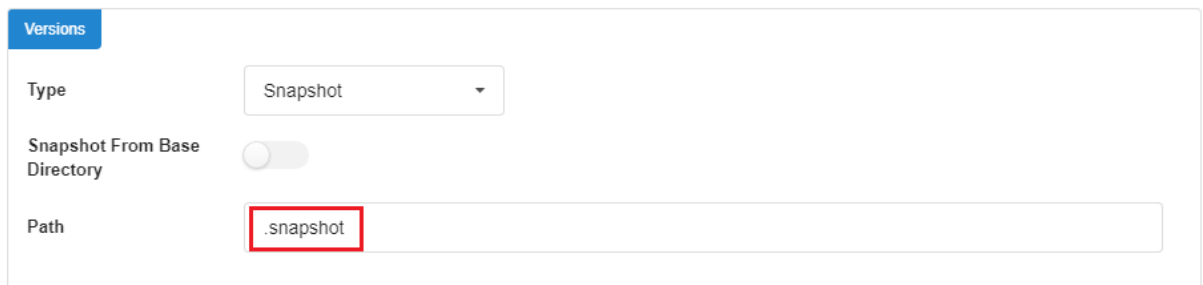 Versions
Type
Snapshot
Snapshot From Base
Directory
Path
.snapshot